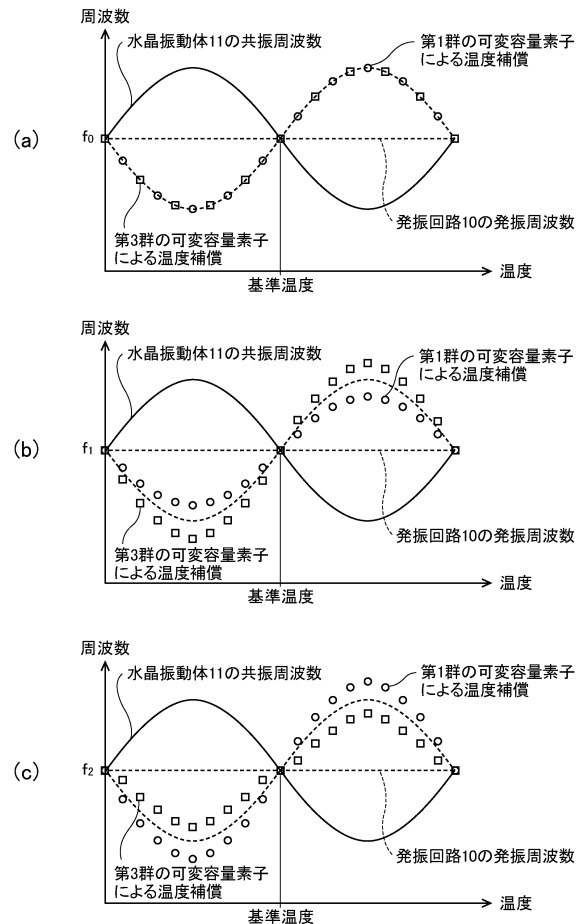 周波数
水晶振動体11の共振周波数
第1群の可変容量素子
による温度補償
(a)
f₀
発振回路10の発振周波数
第3群の可変容量素子
による温度補償
温度
基準温度
周波数
水晶振動体11の共振周波数
第1群の可変容量素子
による温度補償
(b)
f₁
発振回路10の発振周波数
第3群の可変容量素子
による温度補償
温度
基準温度
周波数
水晶振動体11の共振周波数
第1群の可変容量素子
による温度補償
(c)
f₂
発振回路10の発振周波数
第3群の可変容量素子
による温度補償
温度
基準温度